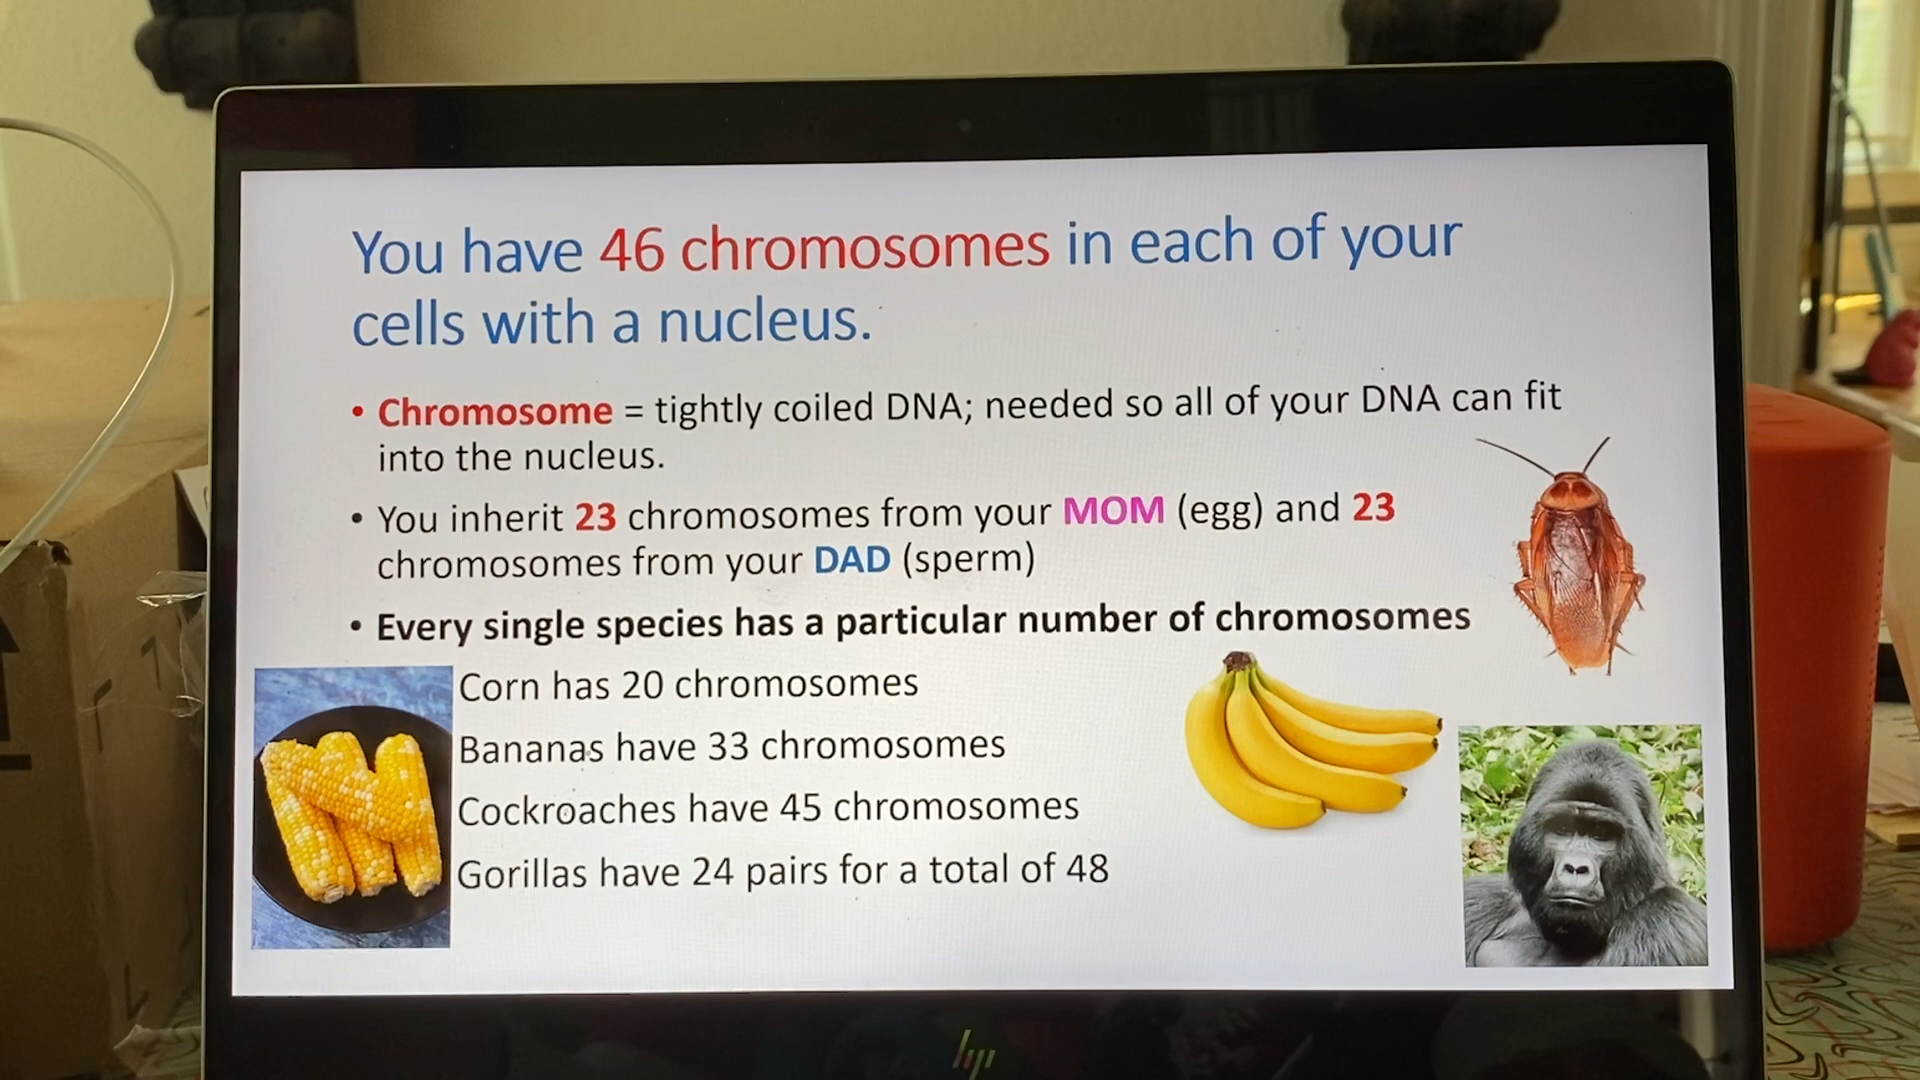 You have 46 chromosomes in each of your
cells with a nucleus.
• Chromosome = tightly coiled DNA; needed so all of your DNA can fit
into the nucleus.
• You inherit 23 chromosomes from your MOM (egg) and 23
chromosomes from your DAD (sperm)
• Every single species has a particular number of chromosomes
Corn has 20 chromosomes
Bananas have 33 chromosomes
Cockroaches have 45 chromosomes
Gorillas have 24 pairs for a total of 48
hp